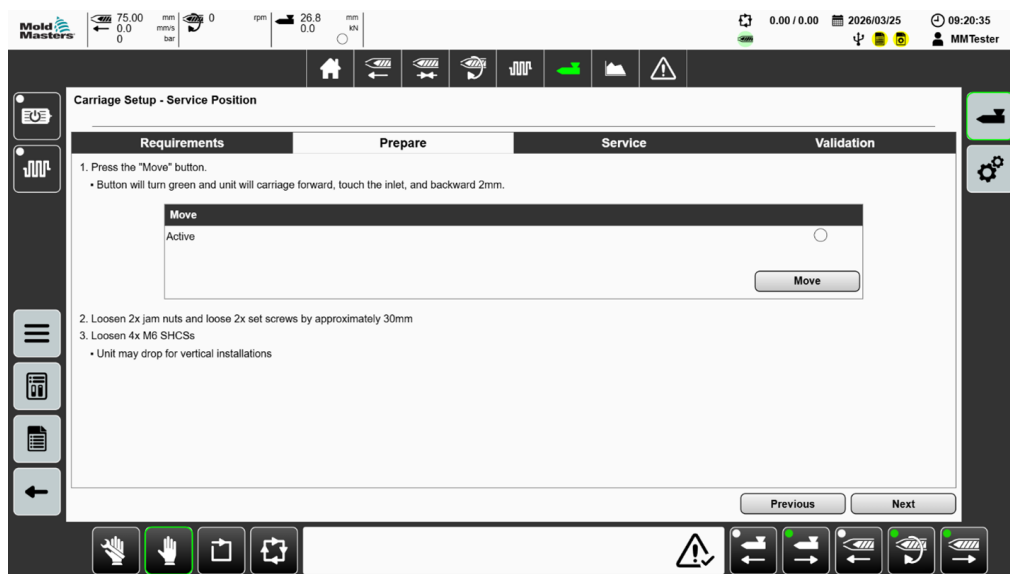 Mold
Masters
75.00 mm
0.0 mm/s
0 bar
0 rpm
26.8 mm
0.0 kN
0.00 / 0.00
2026/03/25
09:20:35
MMTester
Carriage Setup - Service Position
Requirements
Prepare
Service
Validation
1. Press the "Move" button.
• Button will turn green and unit will carriage forward, touch the inlet, and backward 2mm.
Move
Active
Move
2. Loosen 2x jam nuts and loose 2x set screws by approximately 30mm
3. Loosen 4x M6 SHCSs
• Unit may drop for vertical installations
Previous
Next